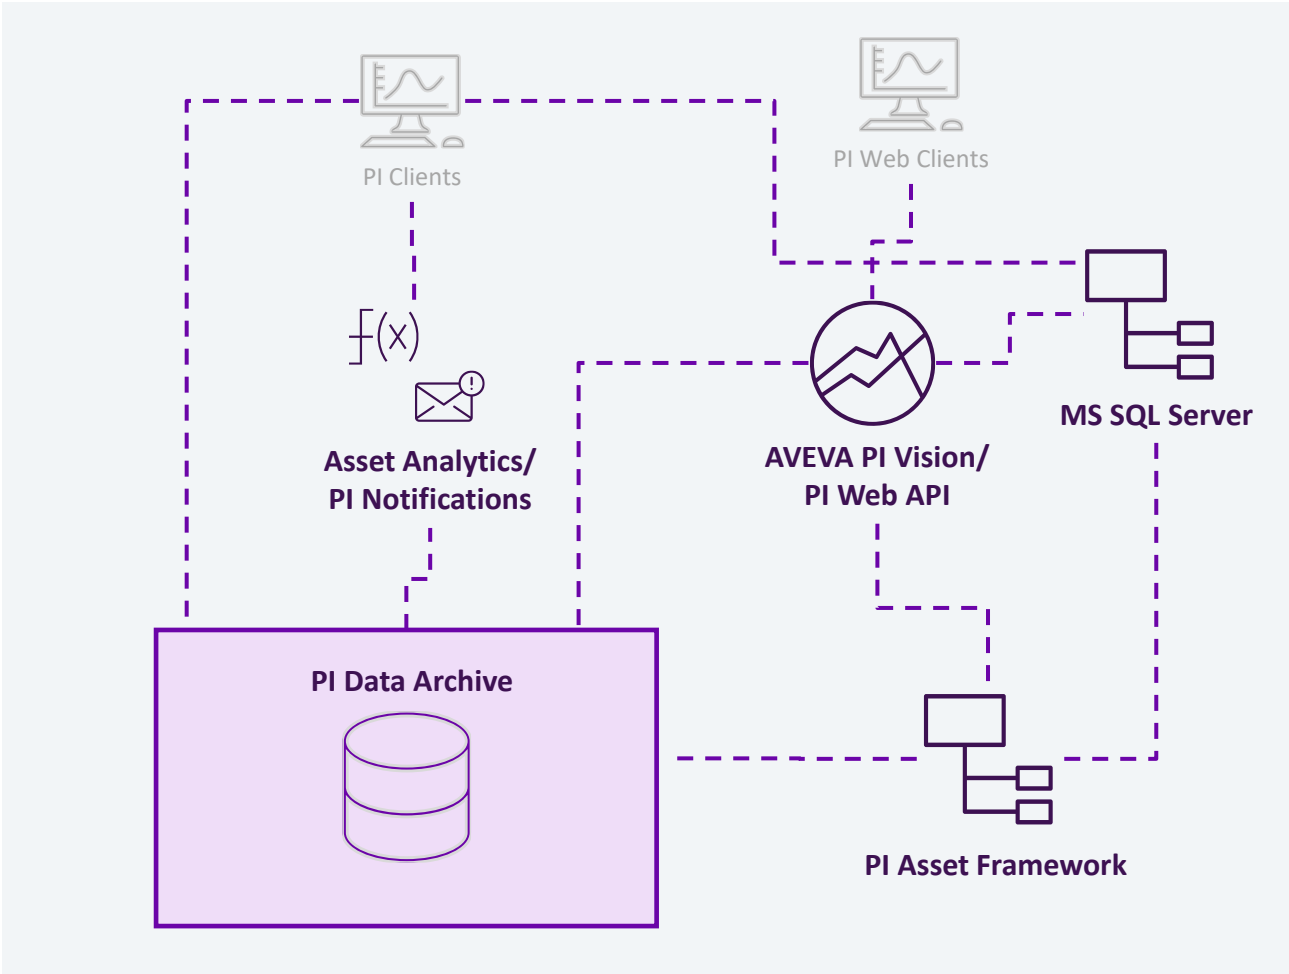 PI Clients
PI Web Clients
(x)
MS SQL Server
Asset Analytics/
PI Notifications
AVEVA PI Vision/
PI Web API
PI Data Archive
PI Asset Framework